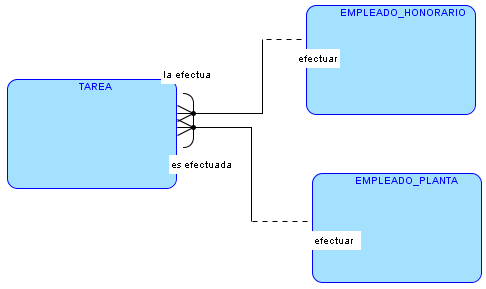 EMPLEADO_HONORARIO
efectuar
la efectua
TAREA
es efectuada
EMPLEADO_PLANTA
efectuar